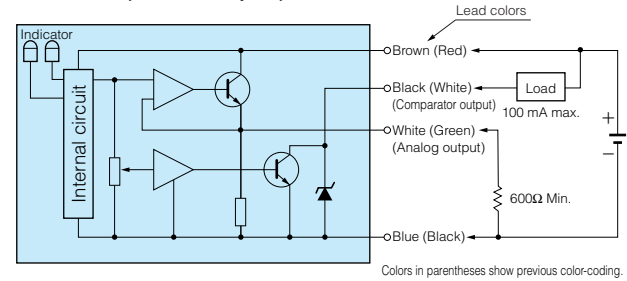 Lead colors
Indicator
Internal circuit
Brown (Red)
Black (White)
(Comparator output)
Load
100 mA max.
White (Green)
(Analog output)
+
−
600Ω Min.
Blue (Black)
Colors in parentheses show previous color-coding.